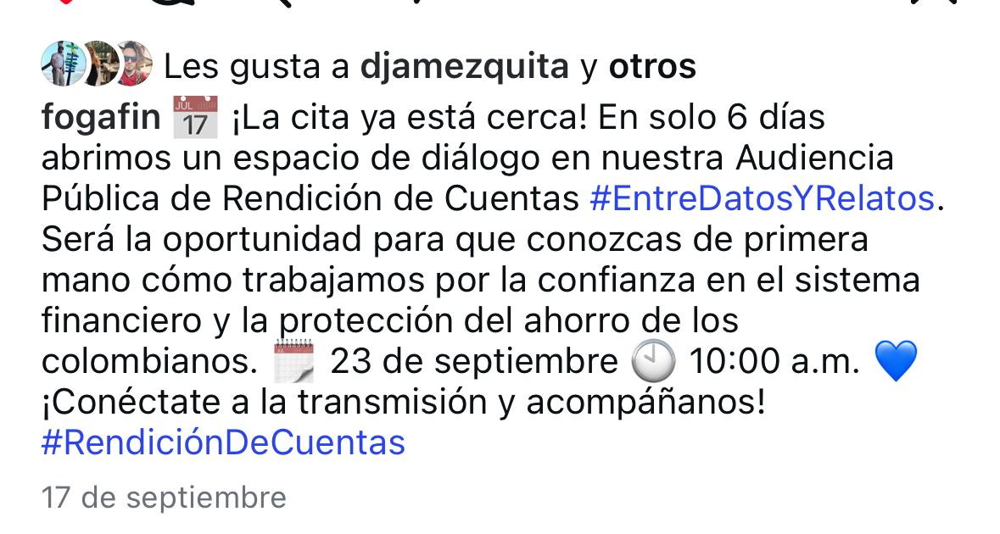 Les gusta a djamezquita y otros
fogafin 📅 ¡La cita ya está cerca! En solo 6 días
abrimos un espacio de diálogo en nuestra Audiencia
Pública de Rendición de Cuentas #EntreDatosYRelatos.
Será la oportunidad para que conozcas de primera
mano cómo trabajamos por la confianza en el sistema
financiero y la protección del ahorro de los
colombianos. 🗓️ 23 de septiembre 🕙 10:00 a.m. 💙
¡Conéctate a la transmisión y acompáñanos!
#RendiciónDeCuentas
17 de septiembre